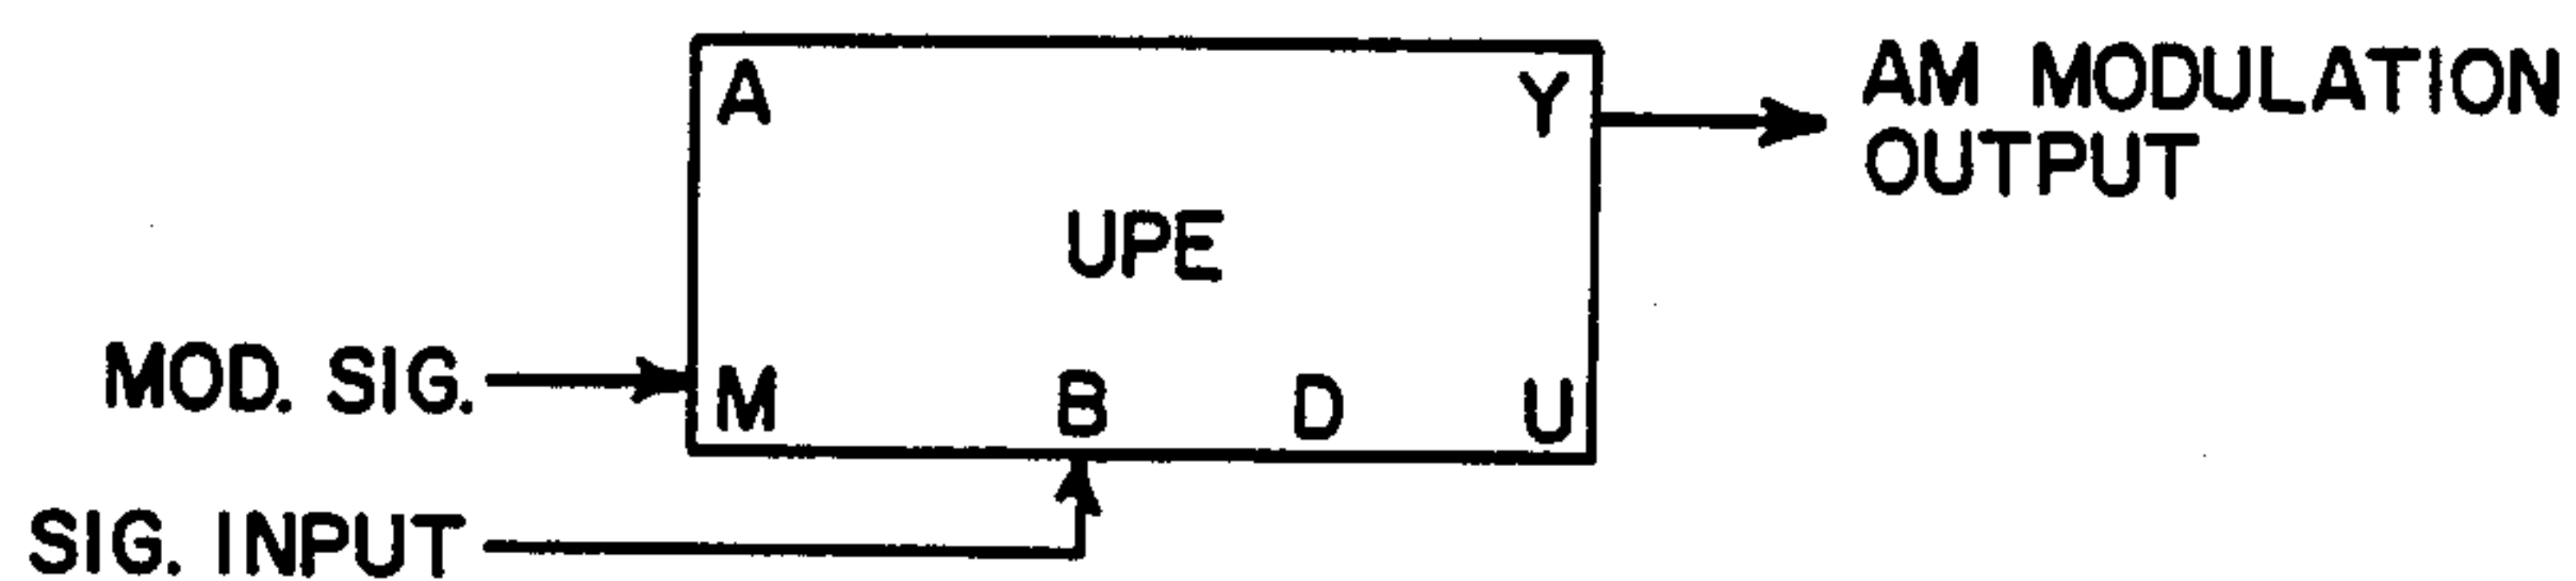 A Y AM MODULATION
OUTPUT
UPE
MOD. SIG. M B D U
SIG. INPUT